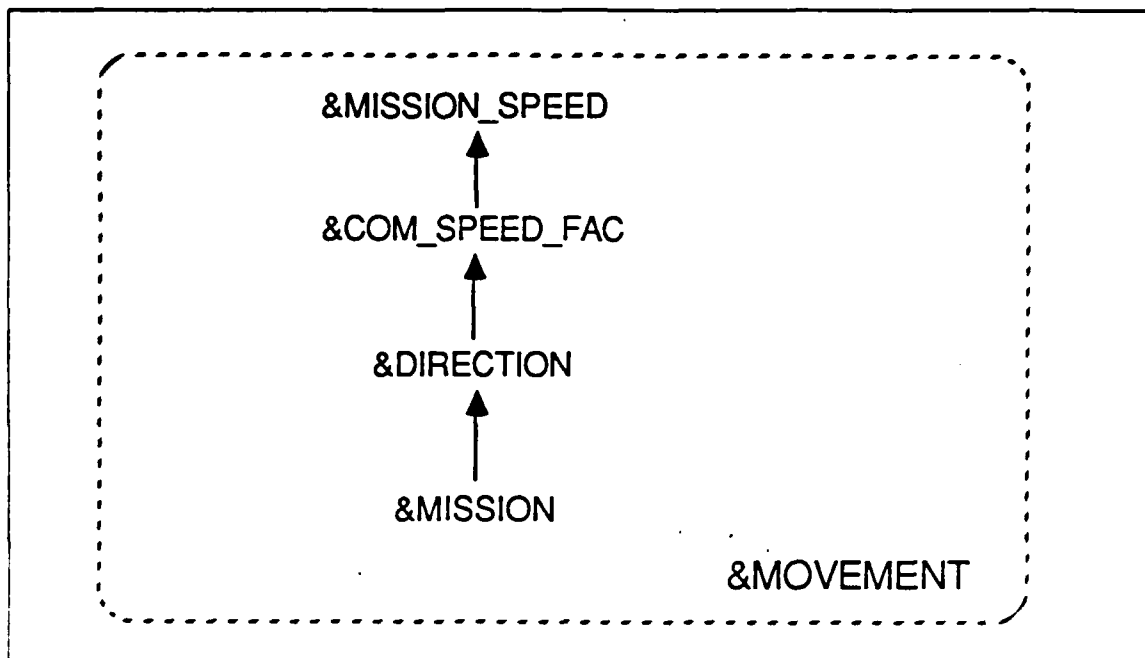 &MISSION_SPEED
&COM_SPEED_FAC
&DIRECTION
&MISSION
&MOVEMENT